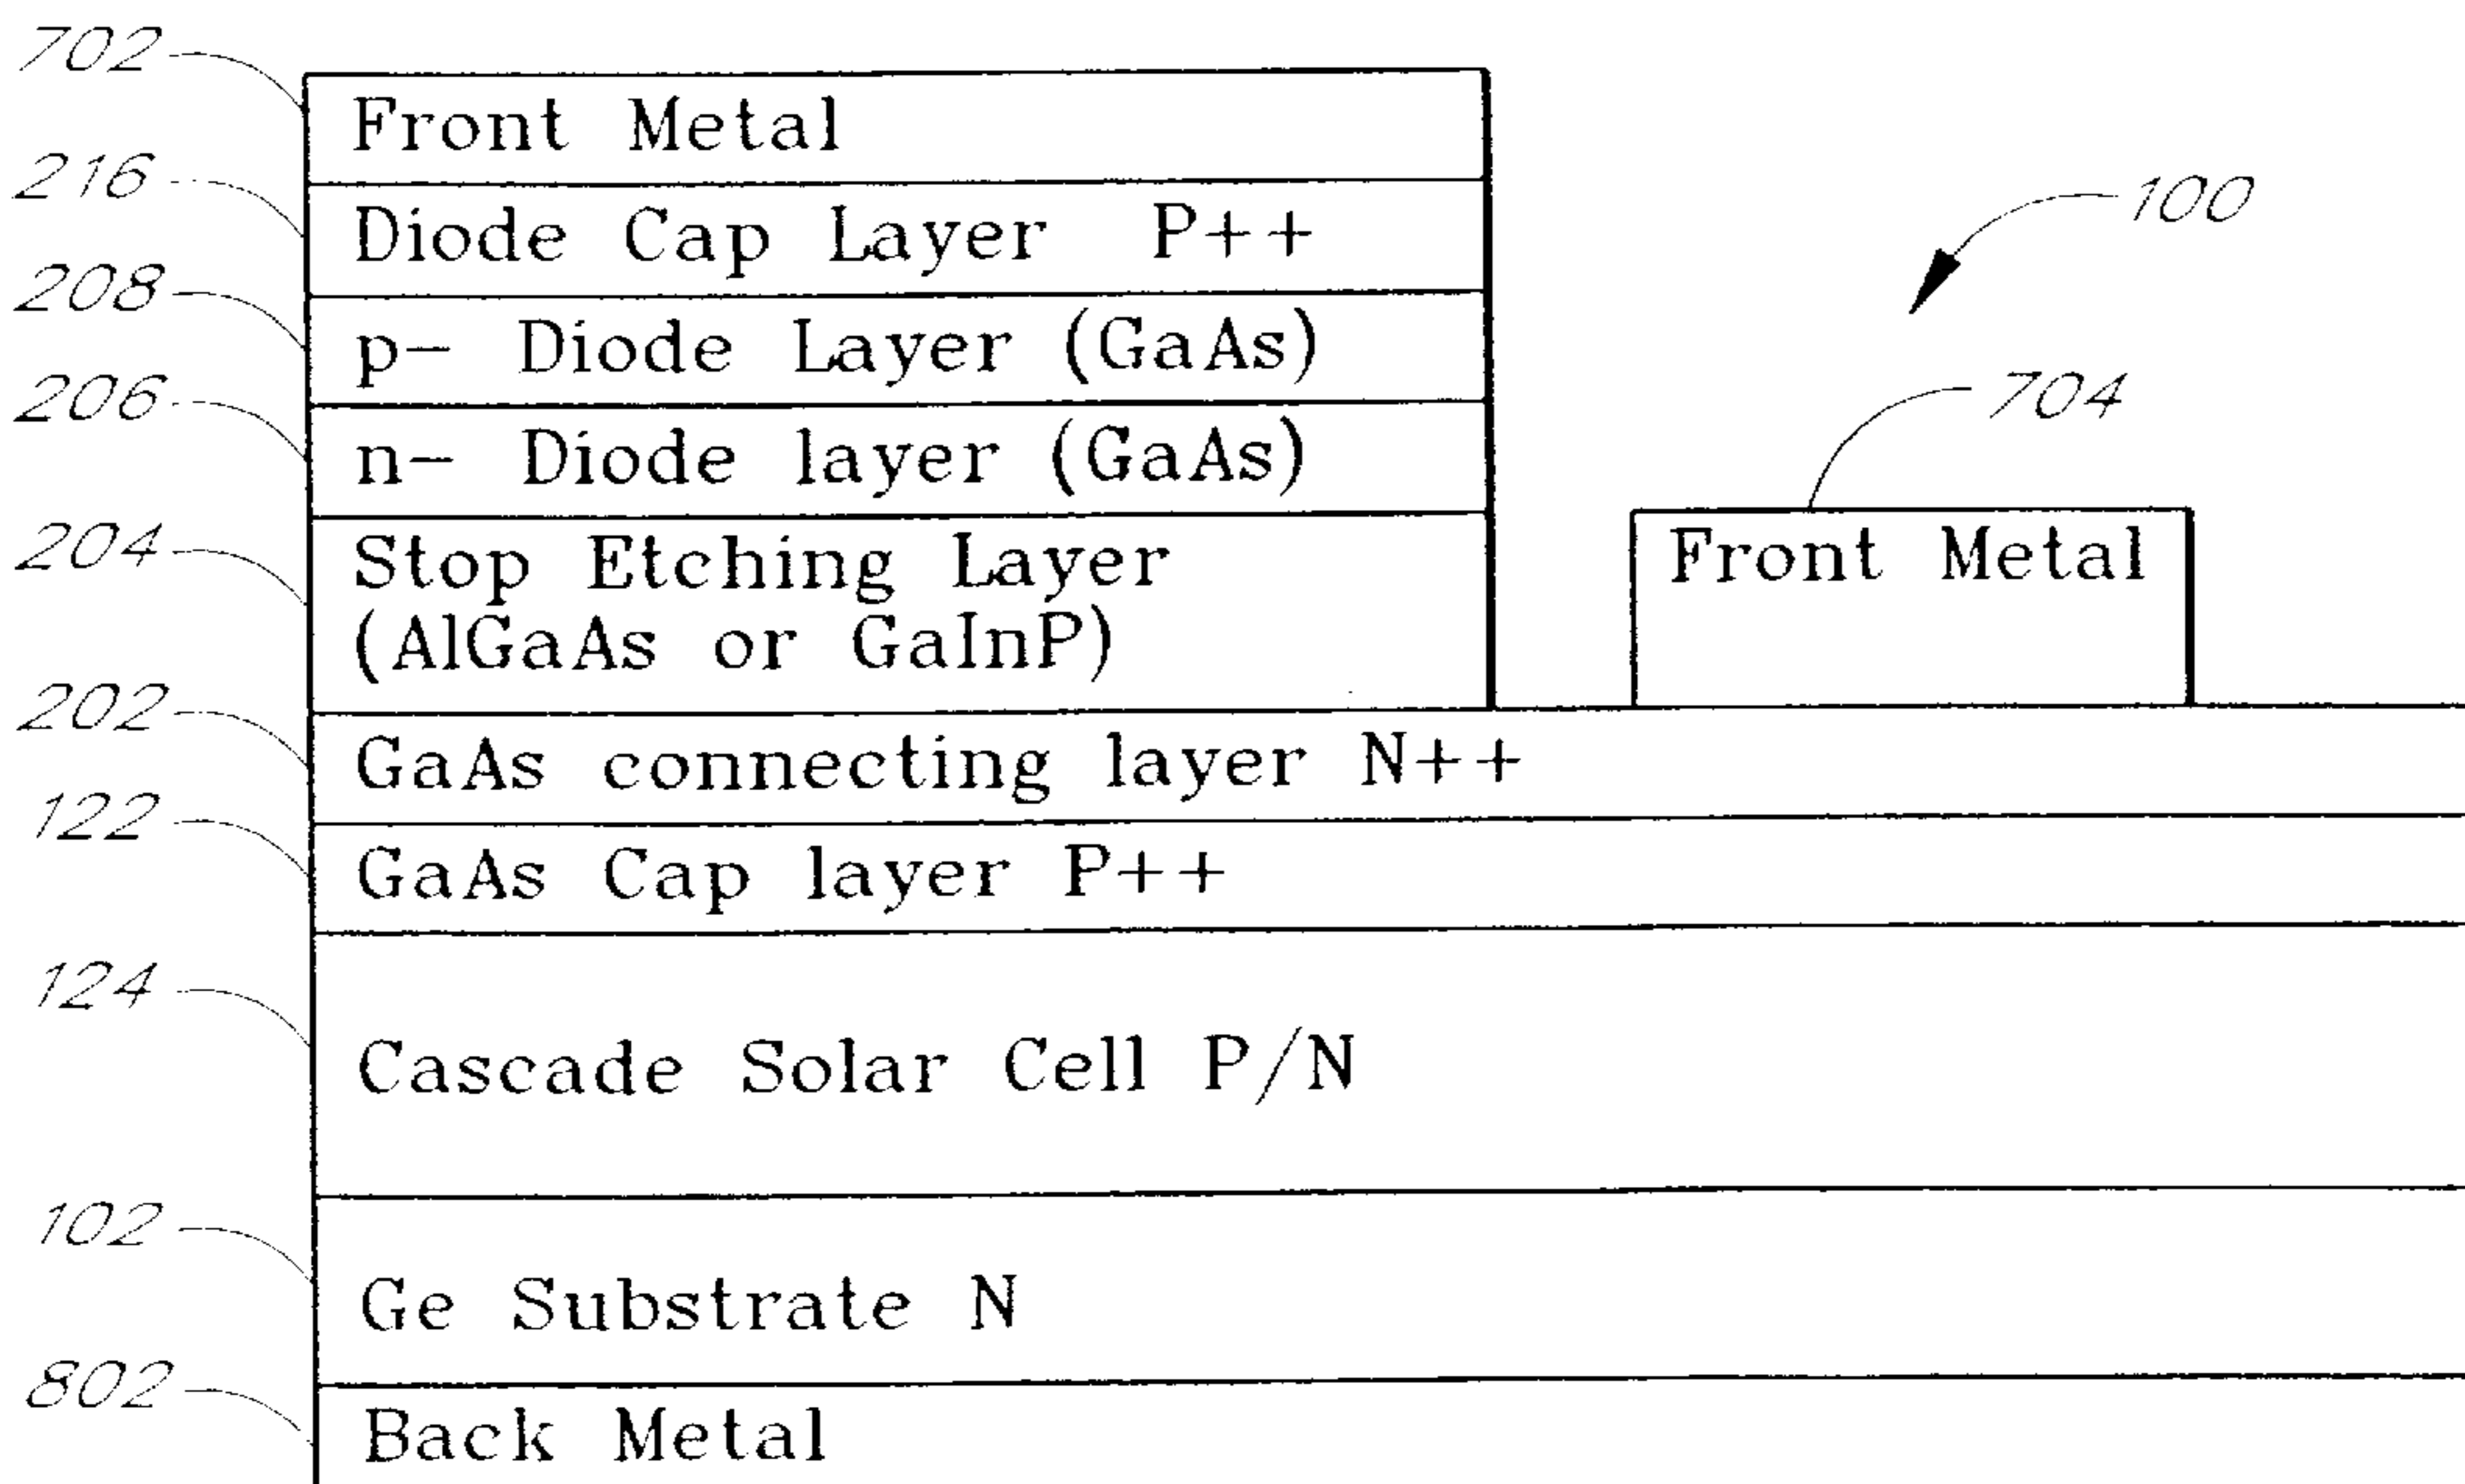 702
Front Metal
216
Diode Cap Layer P++
100
208
p- Diode Layer (GaAs)
206
n- Diode layer (GaAs)
704
204
Stop Etching Layer
(AlGaAs or GaInP)
Front Metal
202
GaAs connecting layer N++
122
GaAs Cap layer P++
124
Cascade Solar Cell P/N
102
Ge Substrate N
802
Back Metal